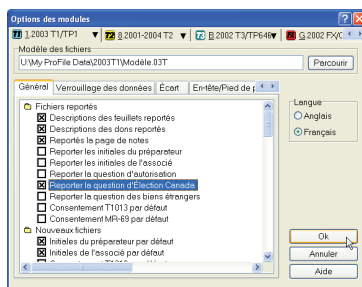 Options des modules
1.2003 T1/TP1
8.2001-2004 T2
B.2002 T3/TP646
G.2002 FX/
Modèle des fichiers
U:\My ProFile Data\2003T1\Modèle.03T
Parcourir
Général
Verrouillage des données
Écart
En-tête/Pied de
Langue
Anglais
Français
Fichiers reportés
Descriptions des feuillets reportés
Descriptions des dons reportés
Reportés la page de notes
Reporter les initiales du préparateur
Reporter les initiales de l'associé
Reporter la question d'autorisation
Reporter la question d'Élection Canada
Reporter la question des biens étrangers
Consentement T1013 par défaut
Consentement MR-69 par défaut
Nouveaux fichiers
Initiales du préparateur par défaut
Initiales de l'associé par défaut
Ok
Annuler
Aide